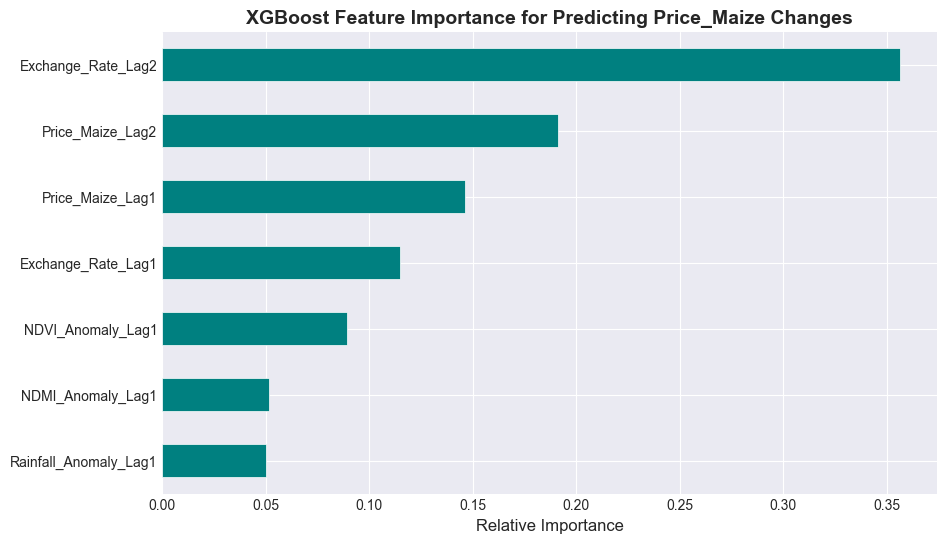 XGBoost Feature Importance for Predicting Price_Maize Changes
Exchange_Rate_Lag2
Price_Maize_Lag2
Price_Maize_Lag1
Exchange_Rate_Lag1
NDVI_Anomaly_Lag1
NDMI_Anomaly_Lag1
Rainfall_Anomaly_Lag1
0.00 0.05 0.10 0.15 0.20 0.25 0.30 0.35
Relative Importance